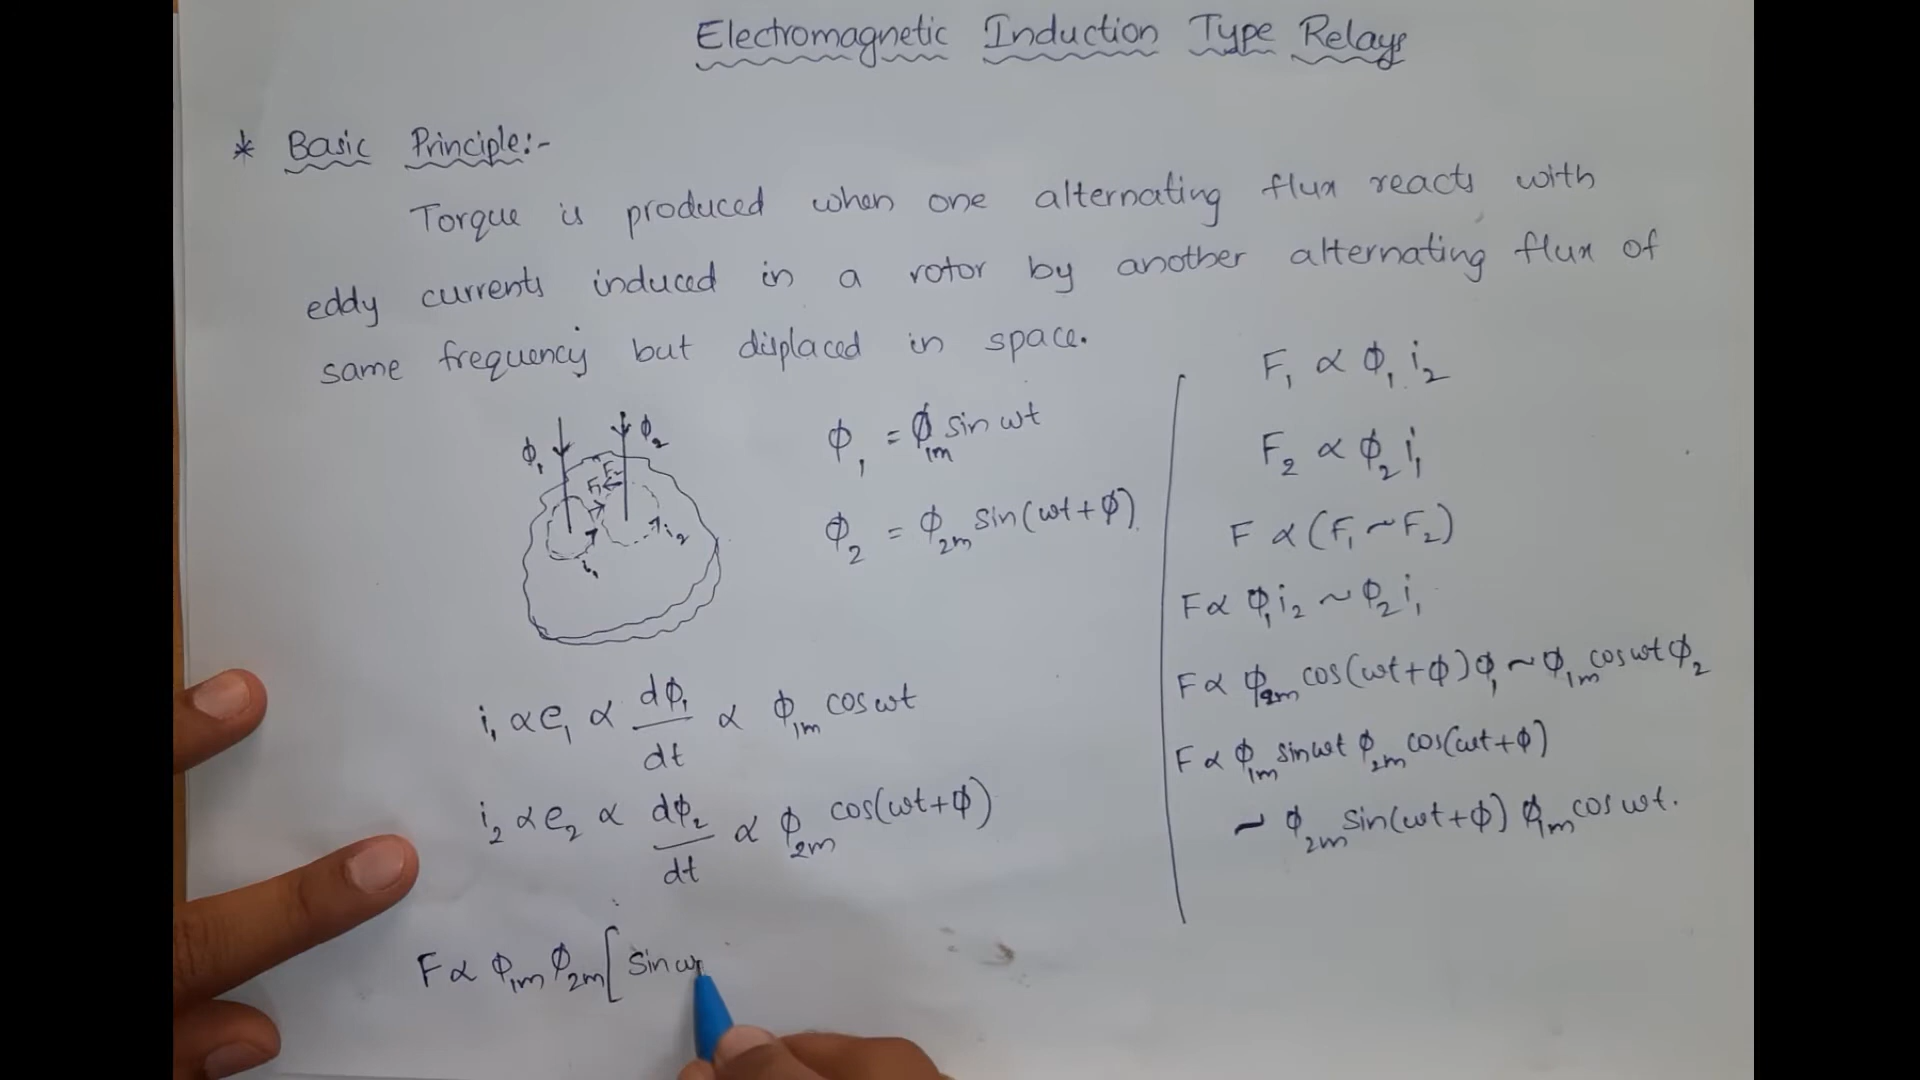 Electromagnetic Induction Type Relays
* Basic Principle:-
Torque is produced when one alternating flux reacts with
eddy currents induced in a rotor by another alternating flux of
same frequency but displaced in space.
ϕ₁ ϕ₂
F₂
F₁
i₂
i₁
ϕ₁ = ϕ₁m sin ωt
ϕ₂ = ϕ₂m sin(ωt+ϕ).
i₁ ∝ e₁ ∝ dϕ₁/dt ∝ ϕ₁m cos ωt
i₂ ∝ e₂ ∝ dϕ₂/dt ∝ ϕ₂m cos(ωt+ϕ)
F ∝ ϕ₁m ϕ₂m [ sin ω
F₁ ∝ ϕ₁ i₂
F₂ ∝ ϕ₂ i₁
F ∝ (F₁ ~ F₂)
F ∝ ϕ₁ i₂ ~ ϕ₂ i₁
F ∝ ϕ₂m cos(ωt+ϕ) ϕ₁ ~ ϕ₁m cos ωt ϕ₂
F ∝ ϕ₁m sin ωt ϕ₂m cos(ωt+ϕ)
~ ϕ₂m sin(ωt+ϕ) ϕ₁m cos ωt.